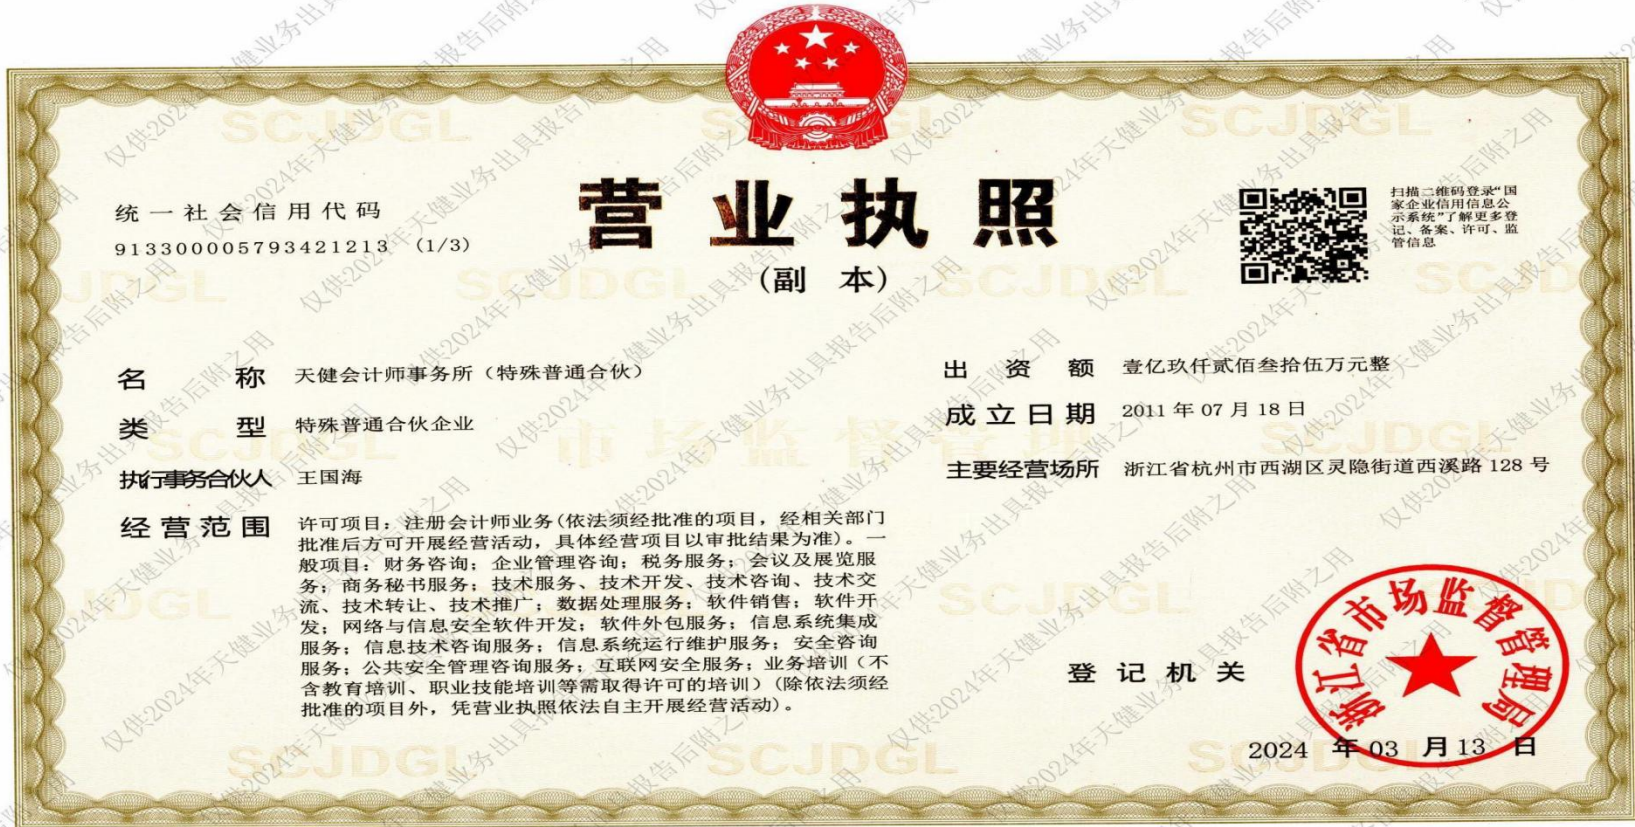 统一社会信用代码
913300005793421213 (1/3)
营业执照
(副 本)
扫描二维码登录“国
家企业信用信息公
示系统”了解更多登
记、备案、许可、监
管信息
名 称 天健会计师事务所（特殊普通合伙）
类 型 特殊普通合伙企业
执行事务合伙人 王国海
经营范围 许可项目：注册会计师业务(依法须经批准的项目，经相关部门
批准后方可开展经营活动，具体经营项目以审批结果为准)。一
般项目：财务咨询；企业管理咨询；税务服务；会议及展览服
务；商务秘书服务；技术服务、技术开发、技术咨询、技术交
流、技术转让、技术推广；数据处理服务；软件销售；软件开
发；网络与信息安全软件开发；软件外包服务；信息系统集成
服务；信息技术咨询服务；信息系统运行维护服务；安全咨询
服务；公共安全管理咨询服务；互联网安全服务；业务培训（不
含教育培训、职业技能培训等需取得许可的培训）(除依法须经
批准的项目外，凭营业执照依法自主开展经营活动)。
出 资 额 壹亿玖仟贰佰叁拾伍万元整
成立日期 2011 年 07 月 18 日
主要经营场所 浙江省杭州市西湖区灵隐街道西溪路 128 号
登记机关
浙江省市场监督管理局
2024 年 03 月 13 日
SCJDGL
市场监督管理
仅供2024年天健业务出具报告后附之用